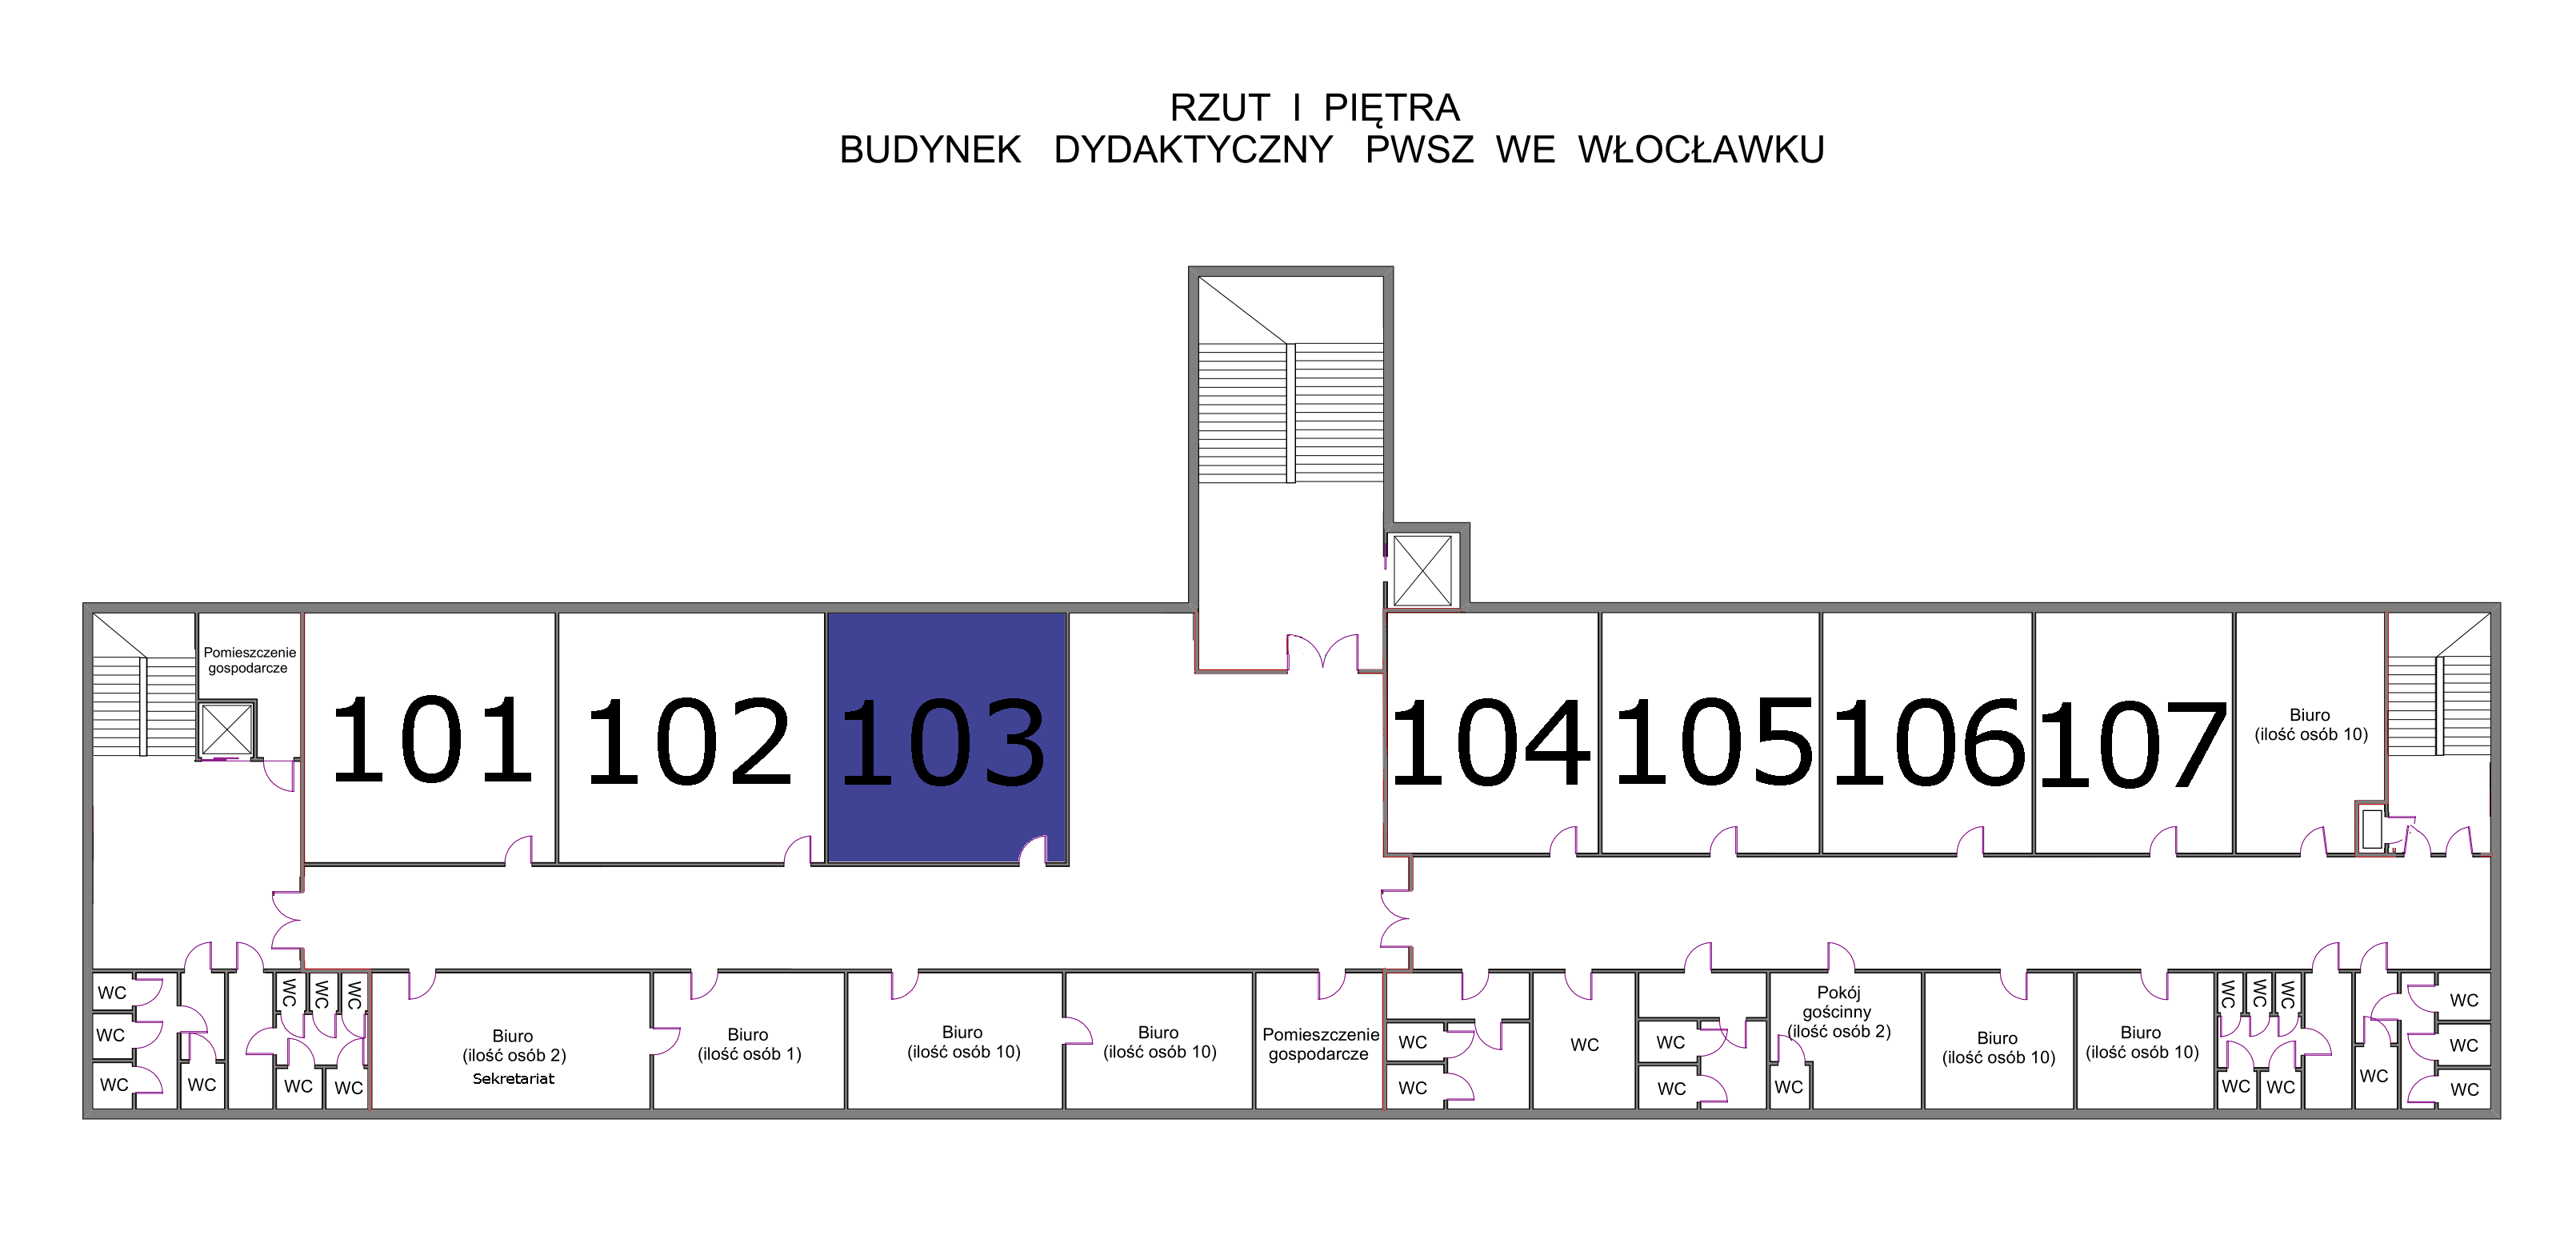 RZUT I PIĘTRA
BUDYNEK DYDAKTYCZNY PWSZ WE WŁOCŁAWKU
Pomieszczenie
gospodarcze
101
102
103
104
105
106
107
Biuro
(ilość osób 10)
WC
WC
WC
WC
WC
WC
WC
WC
WC
Biuro
(ilość osób 2)
Sekretariat
Biuro
(ilość osób 1)
Biuro
(ilość osób 10)
Biuro
(ilość osób 10)
Pomieszczenie
gospodarcze
WC
WC
WC
WC
WC
Pokój
gościnny
(ilość osób 2)
WC
Biuro
(ilość osób 10)
Biuro
(ilość osób 10)
WC
WC
WC
WC
WC
WC
WC
WC
WC